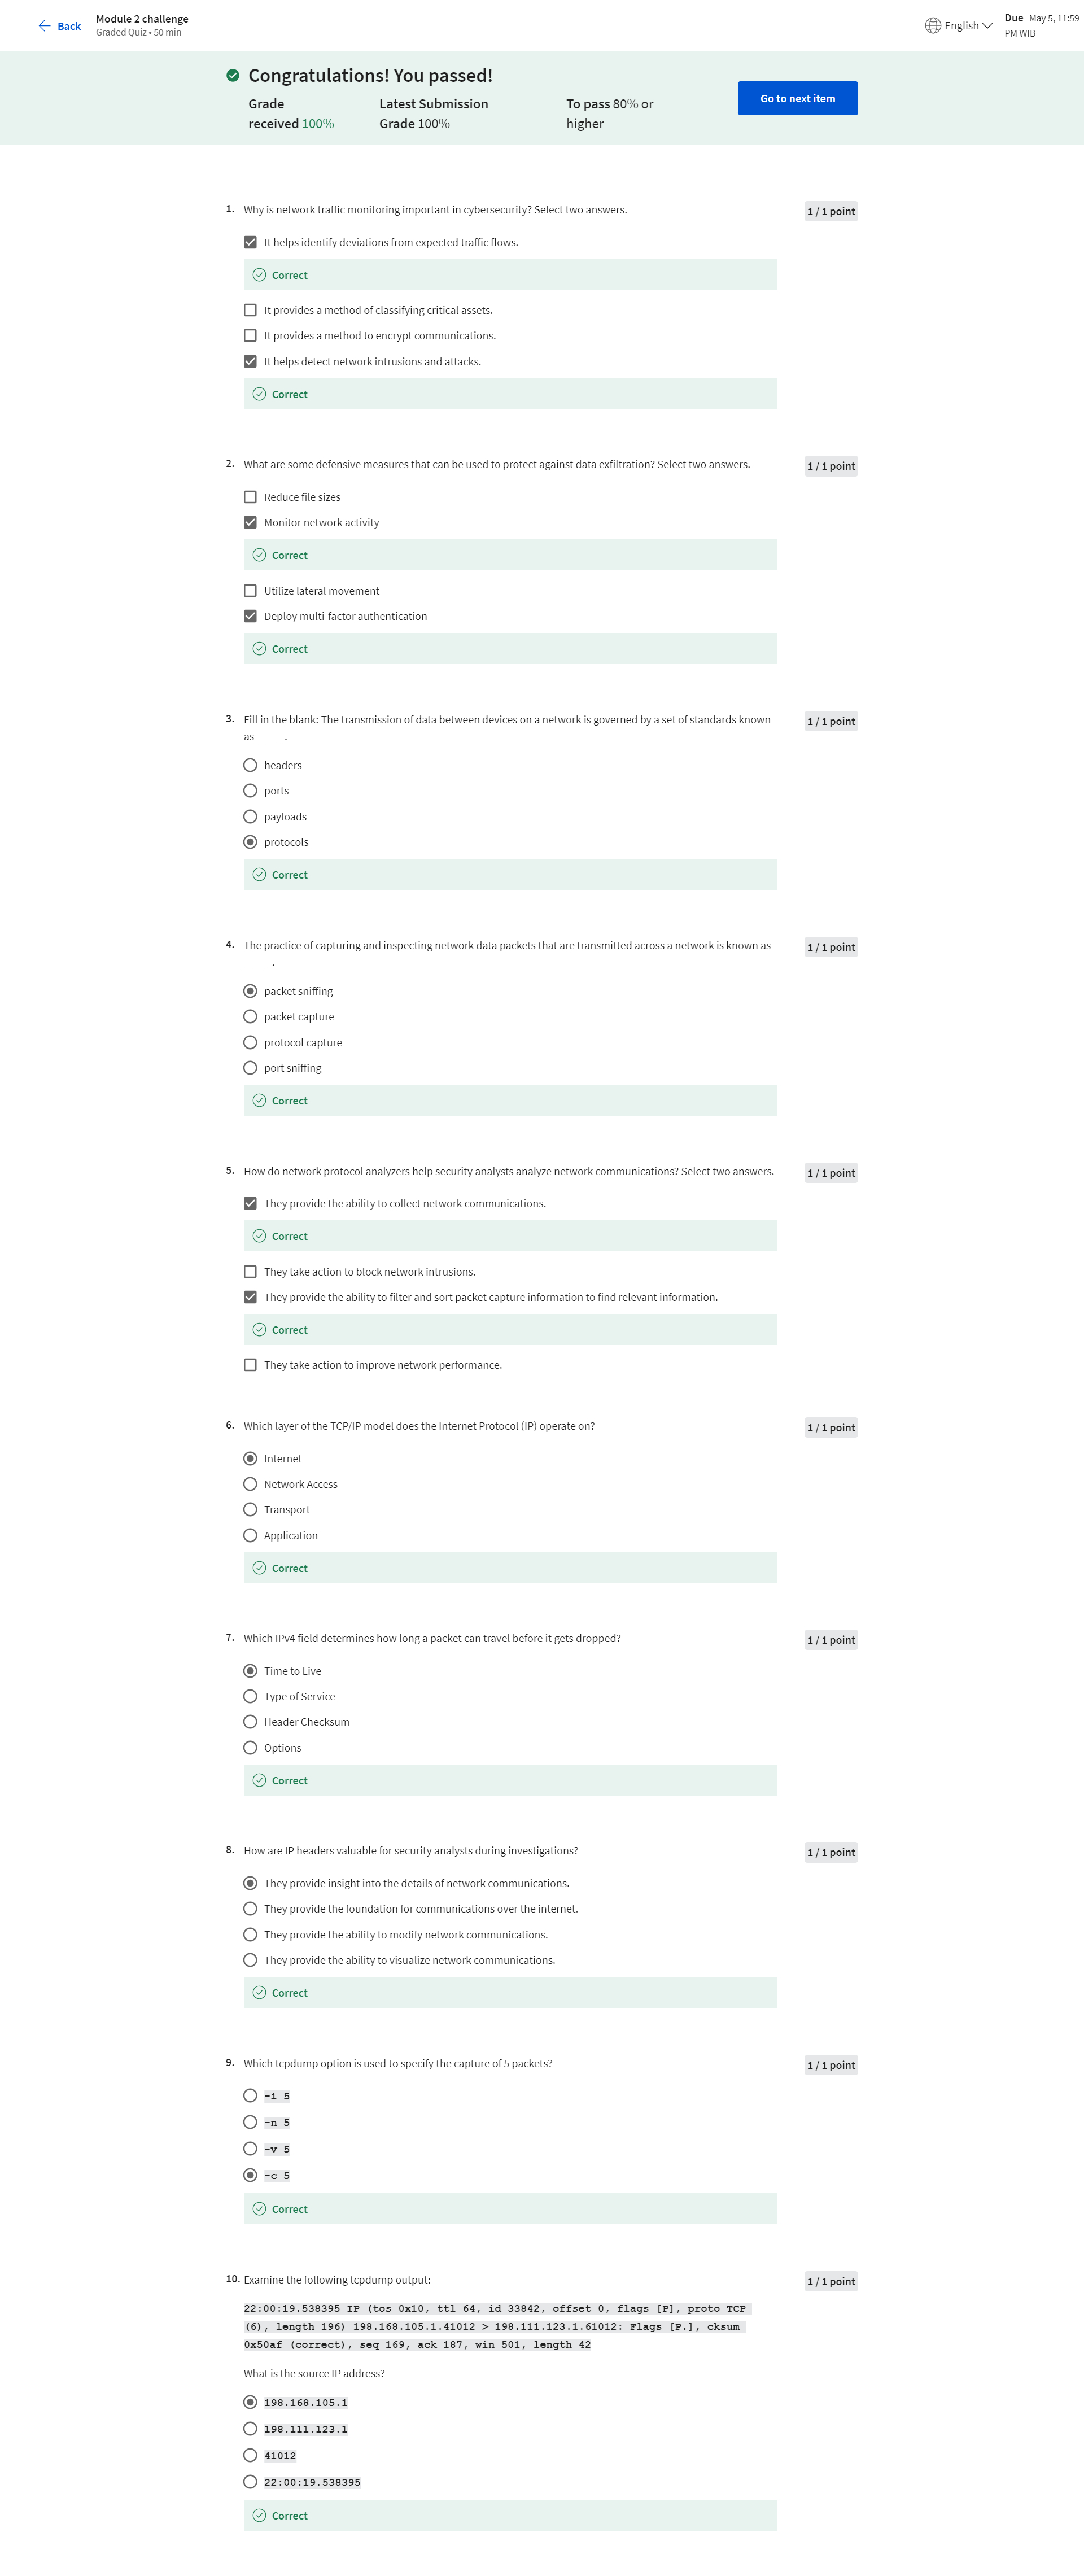 Back
Module 2 challenge
Graded Quiz • 50 min
English
Due May 5, 11:59
PM WIB
Congratulations! You passed!
Grade
received 100%
Latest Submission
Grade 100%
To pass 80% or
higher
Go to next item
1. Why is network traffic monitoring important in cybersecurity? Select two answers.
1 / 1 point
It helps identify deviations from expected traffic flows.
Correct
It provides a method of classifying critical assets.
It provides a method to encrypt communications.
It helps detect network intrusions and attacks.
Correct
2. What are some defensive measures that can be used to protect against data exfiltration? Select two answers.
1 / 1 point
Reduce file sizes
Monitor network activity
Correct
Utilize lateral movement
Deploy multi-factor authentication
Correct
3. Fill in the blank: The transmission of data between devices on a network is governed by a set of standards known
as _____.
1 / 1 point
headers
ports
payloads
protocols
Correct
4. The practice of capturing and inspecting network data packets that are transmitted across a network is known as
_____.
1 / 1 point
packet sniffing
packet capture
protocol capture
port sniffing
Correct
5. How do network protocol analyzers help security analysts analyze network communications? Select two answers.
1 / 1 point
They provide the ability to collect network communications.
Correct
They take action to block network intrusions.
They provide the ability to filter and sort packet capture information to find relevant information.
Correct
They take action to improve network performance.
6. Which layer of the TCP/IP model does the Internet Protocol (IP) operate on?
1 / 1 point
Internet
Network Access
Transport
Application
Correct
7. Which IPv4 field determines how long a packet can travel before it gets dropped?
1 / 1 point
Time to Live
Type of Service
Header Checksum
Options
Correct
8. How are IP headers valuable for security analysts during investigations?
1 / 1 point
They provide insight into the details of network communications.
They provide the foundation for communications over the internet.
They provide the ability to modify network communications.
They provide the ability to visualize network communications.
Correct
9. Which tcpdump option is used to specify the capture of 5 packets?
1 / 1 point
-i 5
-n 5
-v 5
-c 5
Correct
10. Examine the following tcpdump output:
1 / 1 point
22:00:19.538395 IP (tos 0x10, ttl 64, id 33842, offset 0, flags [P], proto TCP
(6), length 196) 198.168.105.1.41012 > 198.111.123.1.61012: Flags [P.], cksum
0x50af (correct), seq 169, ack 187, win 501, length 42
What is the source IP address?
198.168.105.1
198.111.123.1
41012
22:00:19.538395
Correct